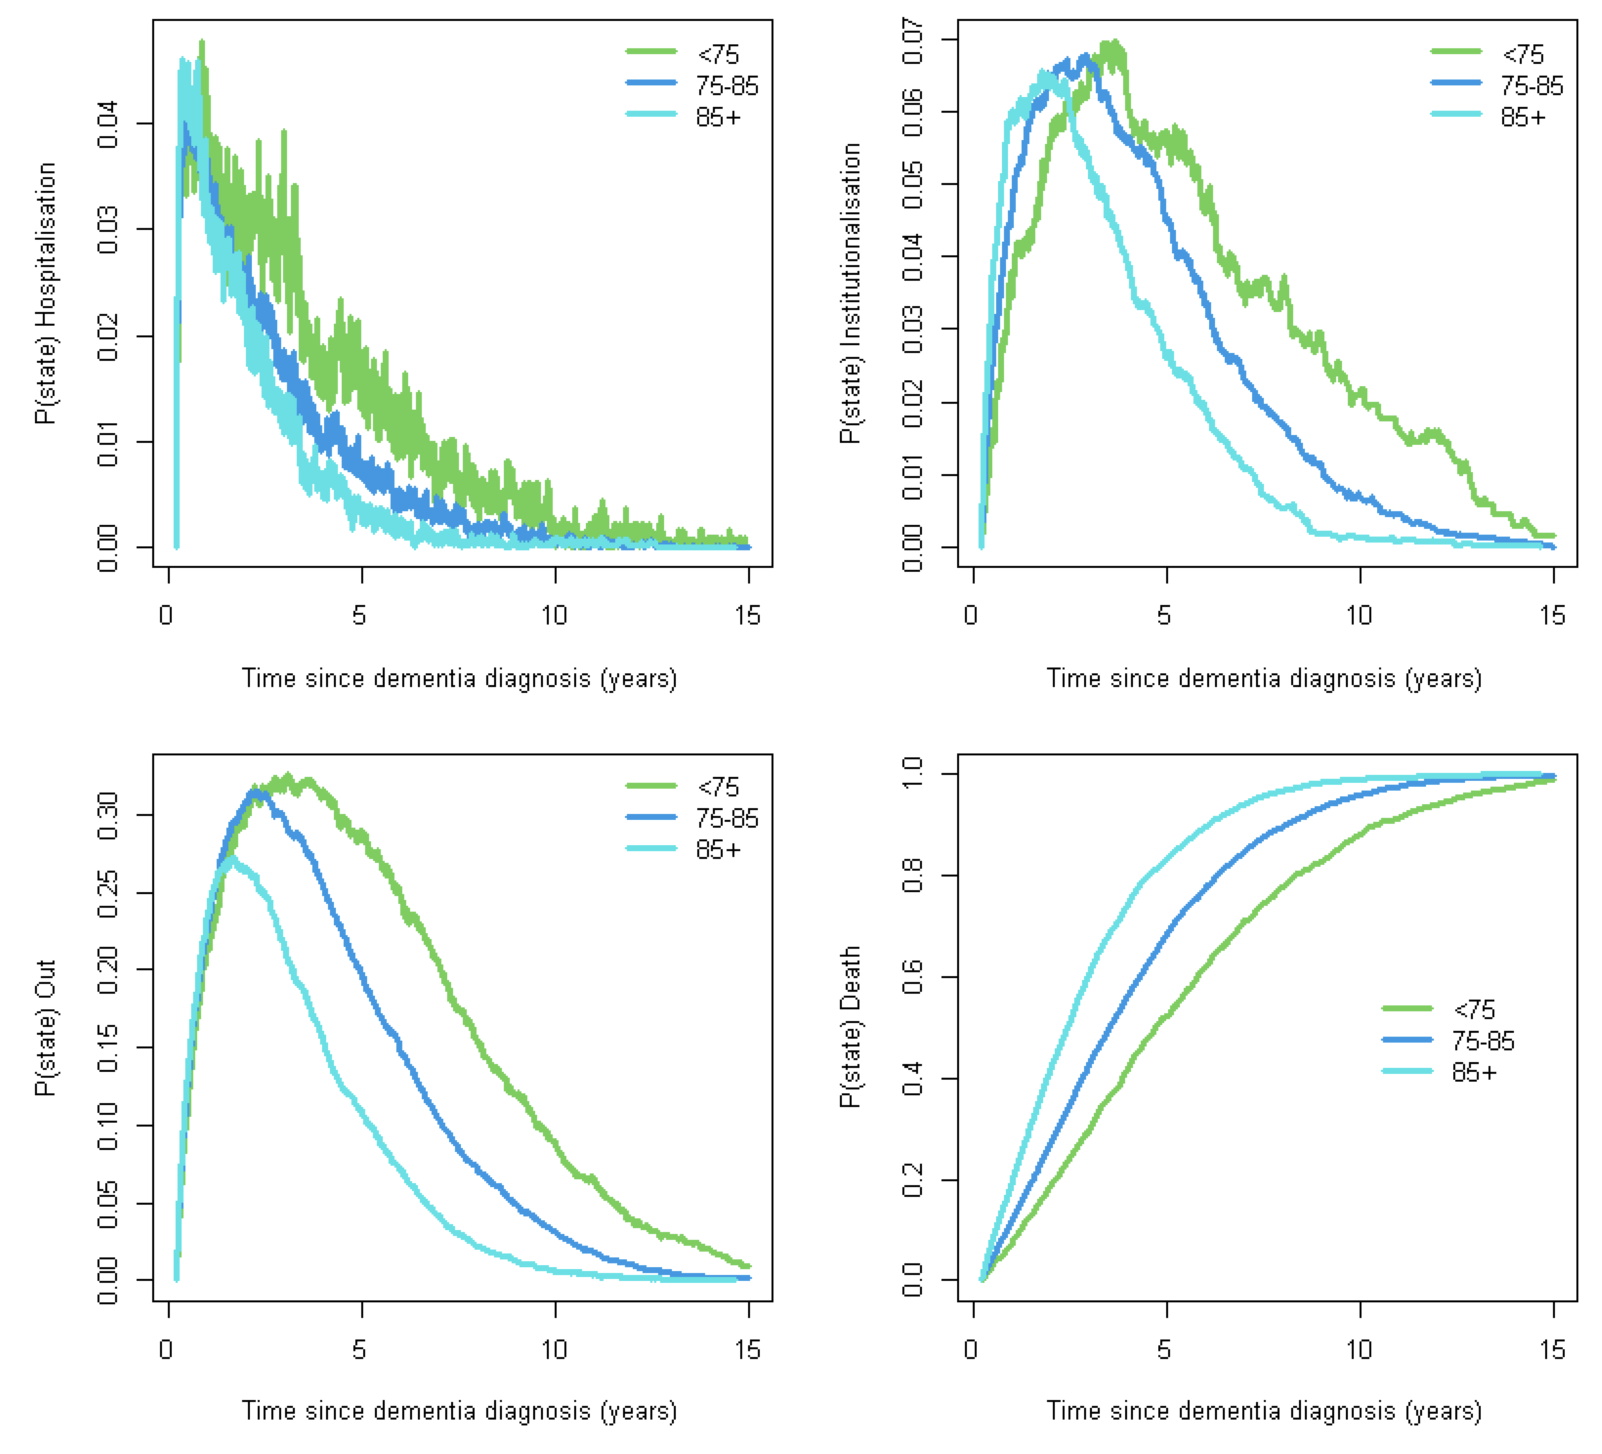 P(state) Hospitalisation
0.00 0.01 0.02 0.03 0.04
<75
75-85
85+
0 5 10 15
Time since dementia diagnosis (years)
P(state) Institutionalisation
0.00 0.01 0.02 0.03 0.04 0.05 0.06 0.07
<75
75-85
85+
0 5 10 15
Time since dementia diagnosis (years)
P(state) Out
0.00 0.05 0.10 0.15 0.20 0.25 0.30
<75
75-85
85+
0 5 10 15
Time since dementia diagnosis (years)
P(state) Death
0.0 0.2 0.4 0.6 0.8 1.0
<75
75-85
85+
0 5 10 15
Time since dementia diagnosis (years)